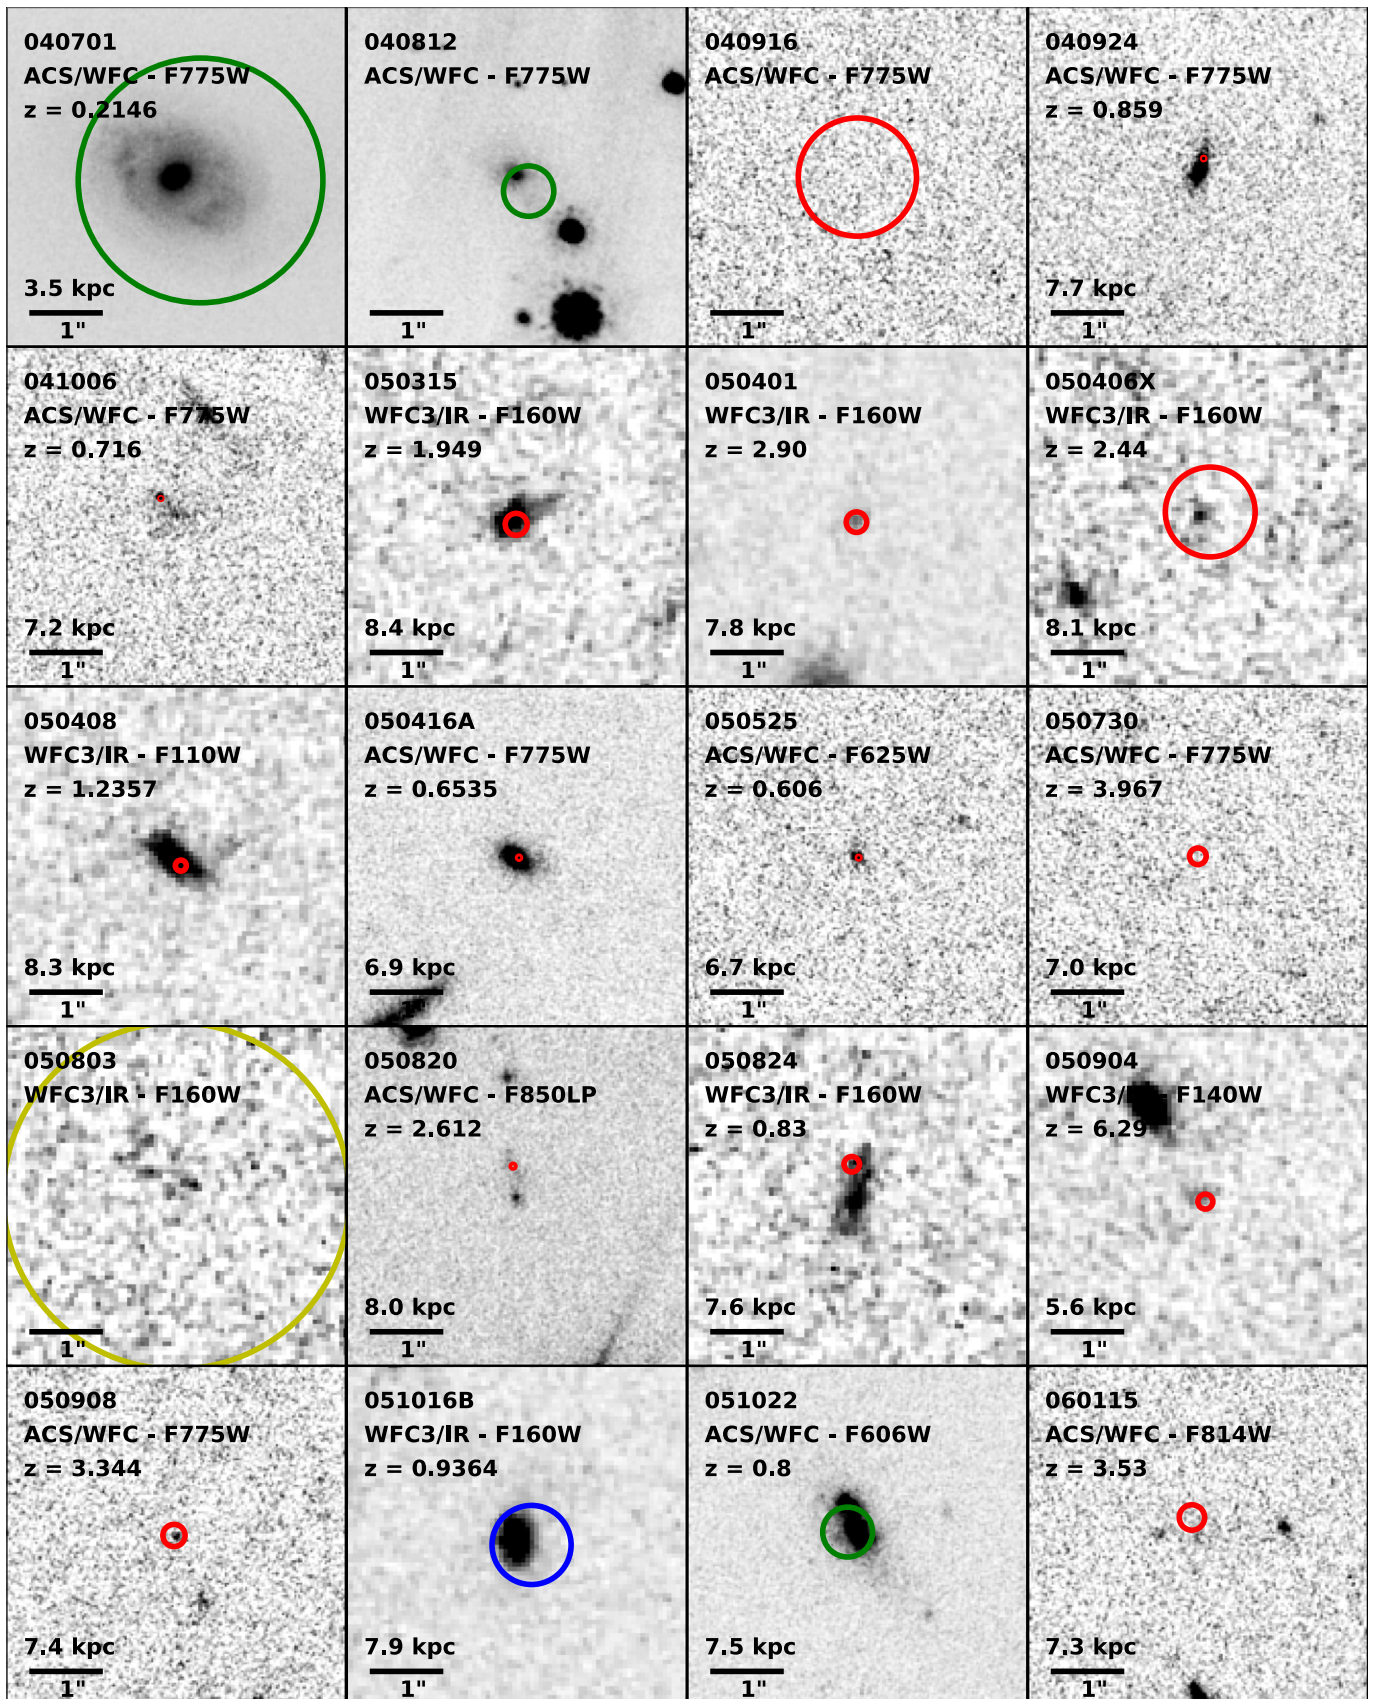 040701
ACS/WFC - F775W
z = 0.2146
3.5 kpc
1"
040812
ACS/WFC - F775W
1"
040916
ACS/WFC - F775W
1"
040924
ACS/WFC - F775W
z = 0.859
7.7 kpc
1"
041006
ACS/WFC - F775W
z = 0.716
7.2 kpc
1"
050315
WFC3/IR - F160W
z = 1.949
8.4 kpc
1"
050401
WFC3/IR - F160W
z = 2.90
7.8 kpc
1"
050406X
WFC3/IR - F160W
z = 2.44
8.1 kpc
1"
050408
WFC3/IR - F110W
z = 1.2357
8.3 kpc
1"
050416A
ACS/WFC - F775W
z = 0.6535
6.9 kpc
1"
050525
ACS/WFC - F625W
z = 0.606
6.7 kpc
1"
050730
ACS/WFC - F775W
z = 3.967
7.0 kpc
1"
050803
WFC3/IR - F160W
1"
050820
ACS/WFC - F850LP
z = 2.612
8.0 kpc
1"
050824
WFC3/IR - F160W
z = 0.83
7.6 kpc
1"
050904
WFC3/ - F140W
z = 6.29
5.6 kpc
1"
050908
ACS/WFC - F775W
z = 3.344
7.4 kpc
1"
051016B
WFC3/IR - F160W
z = 0.9364
7.9 kpc
1"
051022
ACS/WFC - F606W
z = 0.8
7.5 kpc
1"
060115
ACS/WFC - F814W
z = 3.53
7.3 kpc
1"